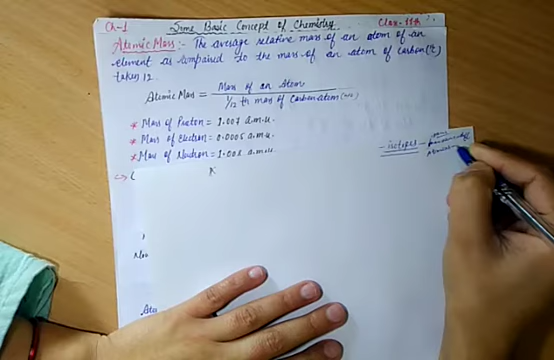 Ch-1 Some Basic Concept of Chemistry Class-11th
Atomic Mass :- The average relative mass of an atom of an
element as compaired to the mass of an atom of Carbon
taken 12.
Atomic Mass = Mass of an Atom
1/12 th mass of Carbon atom
* Mass of Proton = 1.007 a.m.u.
* Mass of Electron = 0.0005 a.m.u.
* Mass of Neutron = 1.008 a.m.u.
- isotopes -